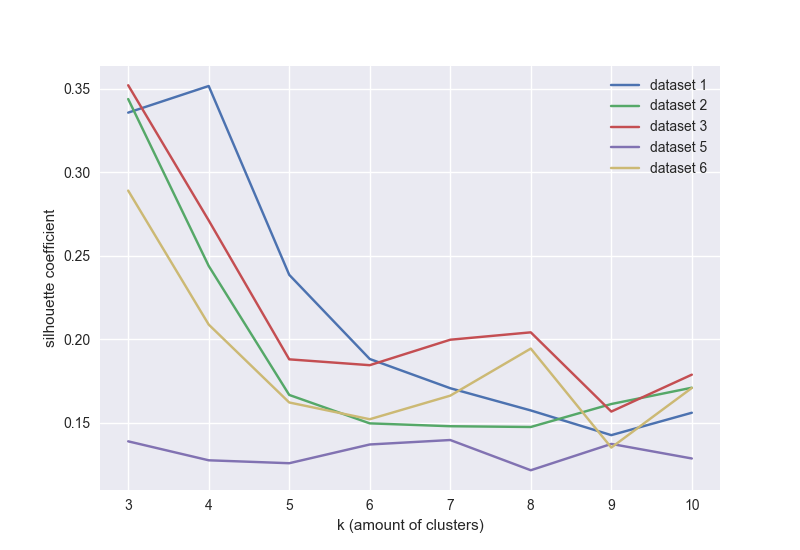 0.35
0.30
0.25
0.20
0.15
silhouette coefficient
dataset 1
dataset 2
dataset 3
dataset 5
dataset 6
3 4 5 6 7 8 9 10
k (amount of clusters)